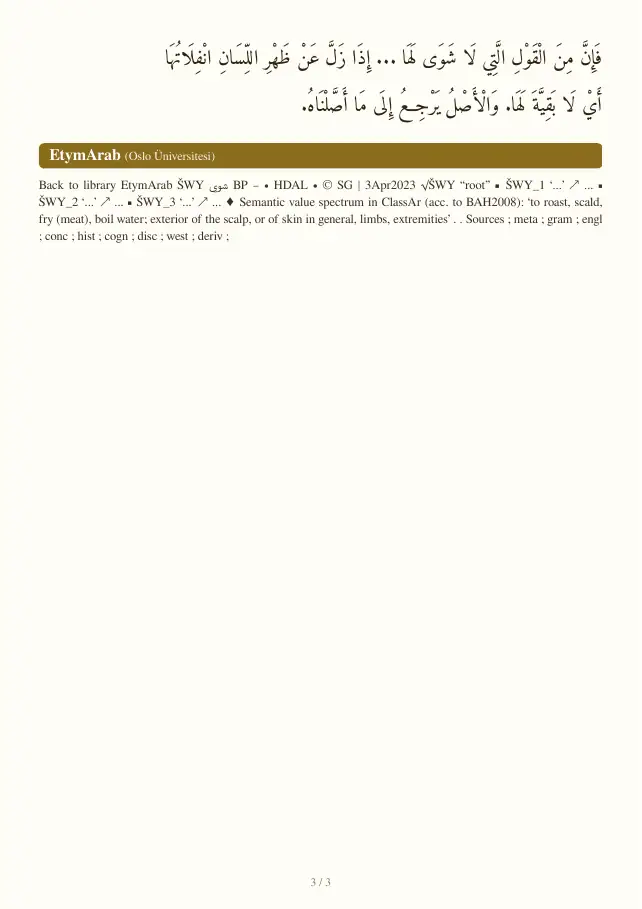 فَإِنَّ مِنَ الْقَوْلِ الَّتِي لَا شَوَى لَهَا ... إِذَا زَلَّ عَنْ ظَهْرِ اللِّسَانِ انْفِلَاتُهَا
أَيْ لَا بَقِيَّةَ لَهَا. وَالْأَصْلُ يَرْجِعُ إِلَى مَا أَصَّلْنَاهُ.
EtymArab (Oslo Üniversitesi)
Back to library EtymArab ŠWY شوى BP – • HDAL • © SG | 3Apr2023 √ŠWY “root” ▪ ŠWY_1 ‘...’ ↗ ... ▪
ŠWY_2 ‘...’ ↗ ... ▪ ŠWY_3 ‘...’ ↗ ... ♦ Semantic value spectrum in ClassAr (acc. to BAH2008): ‘to roast, scald,
fry (meat), boil water; exterior of the scalp, or of skin in general, limbs, extremities’ . . Sources ; meta ; gram ; engl
; conc ; hist ; cogn ; disc ; west ; deriv ;
3 / 3